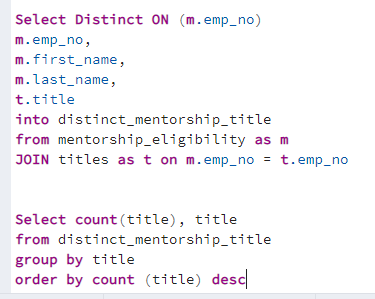 Select Distinct ON (m.emp_no)
m.emp_no,
m.first_name,
m.last_name,
t.title
into distinct_mentorship_title
from mentorship_eligibility as m
JOIN titles as t on m.emp_no = t.emp_no
Select count(title), title
from distinct_mentorship_title
group by title
order by count (title) desc